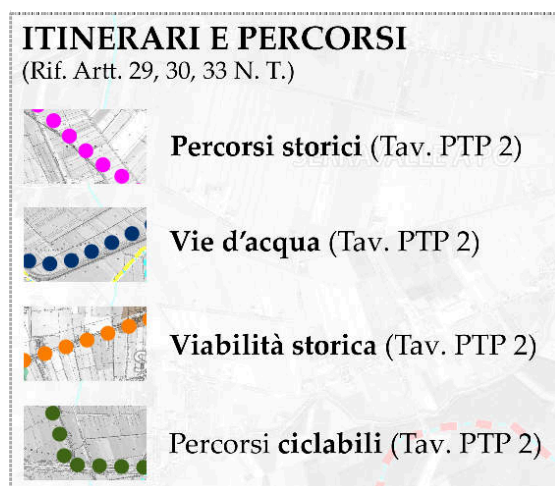 ITINERARI E PERCORSI
(Rif. Artt. 29, 30, 33 N. T.)
Percorsi storici (Tav. PTP 2)
Vie d'acqua (Tav. PTP 2)
Viabilità storica (Tav. PTP 2)
Percorsi ciclabili (Tav. PTP 2)